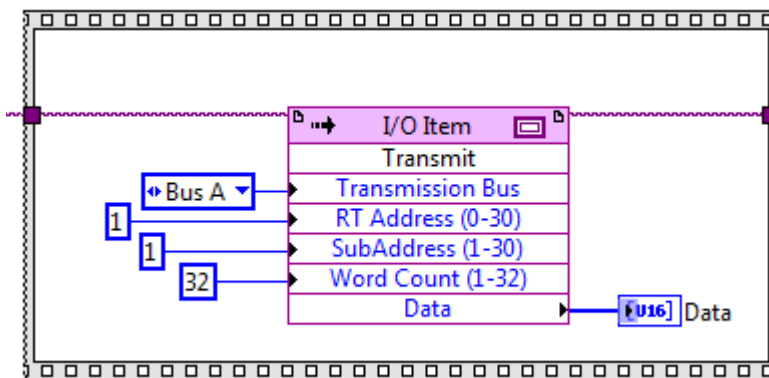 I/O Item
Transmit
Bus A Transmission Bus
1 RT Address (0-30)
1 SubAddress (1-30)
32 Word Count (1-32)
Data [U16] Data